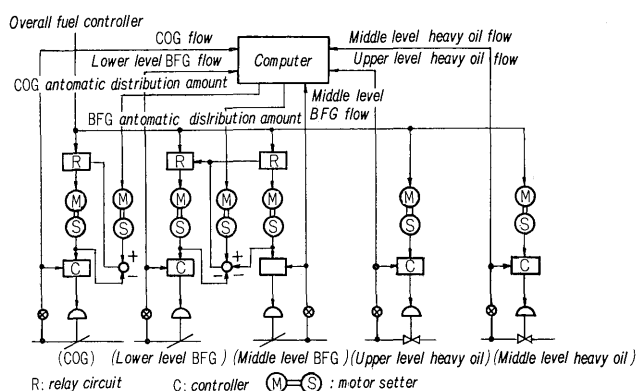 Overall fuel controller
COG flow
Computer
Middle level heavy oil flow
Lower level BFG flow
Upper level heavy oil flow
COG automatic distribution amount
Middle level
BFG flow
BFG automatic dislribution amount
R R R
M M M M M M M
S S S S S S S
+ +
- - -
C C C C
(COG) (Lower level BFG) (Middle level BFG) (Upper level heavy oil) (Middle level heavy oil)
R: relay circuit C: controller M S : motor setter